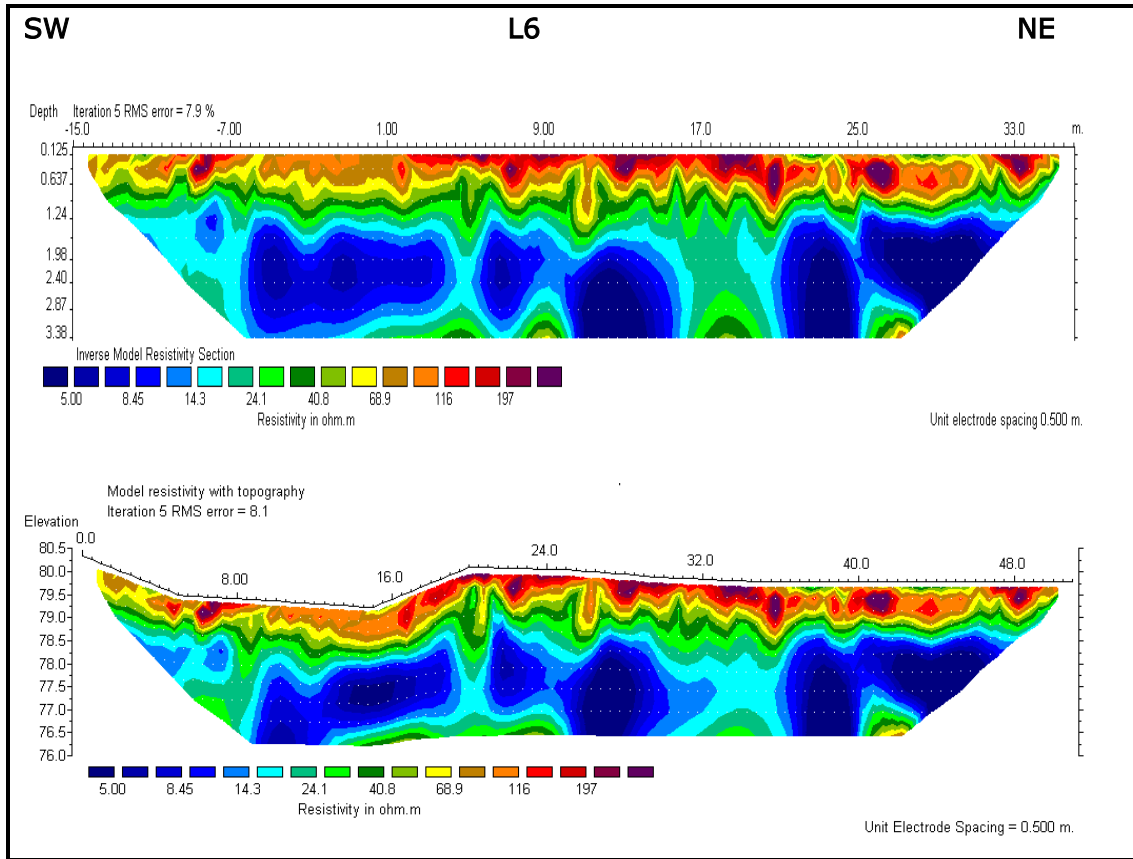 SW L6 NE
Depth Iteration 5 RMS error = 7.9 %
-15.0 -7.00 1.00 9.00 17.0 25.0 33.0 m.
0.125
0.637
1.24
1.98
2.40
2.87
3.38
Inverse Model Resistivity Section
5.00 8.45 14.3 24.1 40.8 68.9 116 197
Resistivity in ohm.m
Unit electrode spacing 0.500 m.
Model resistivity with topography
Iteration 5 RMS error = 8.1
Elevation
0.0 8.00 16.0 24.0 32.0 40.0 48.0
80.5
80.0
79.5
79.0
78.5
78.0
77.5
77.0
76.5
76.0
5.00 8.45 14.3 24.1 40.8 68.9 116 197
Resistivity in ohm.m
Unit Electrode Spacing = 0.500 m.